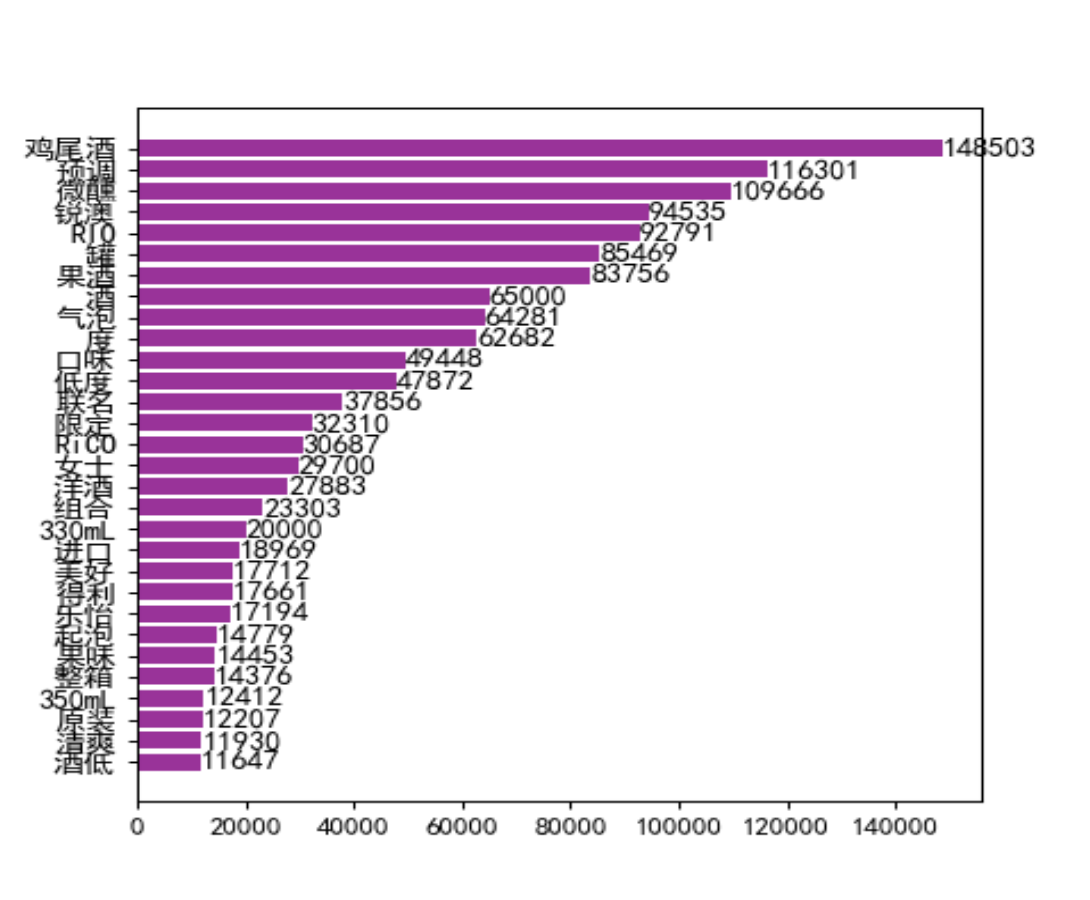 鸡尾酒 148503
预调 116301
微醺 109666
锐澳 94535
RIO 92791
罐 85469
果酒 83756
酒 65000
气泡 64281
度 62682
口味 49448
低度 47872
联名 37856
限定 32310
RiCO 30687
女士 29700
洋酒 27883
组合 23303
330mL 20000
进口 18969
美好 17712
得利 17661
乐怡 17194
起泡 14779
果味 14453
整箱 14376
350mL 12412
原装 12207
清爽 11930
酒低 11647
0 20000 40000 60000 80000 100000 120000 140000